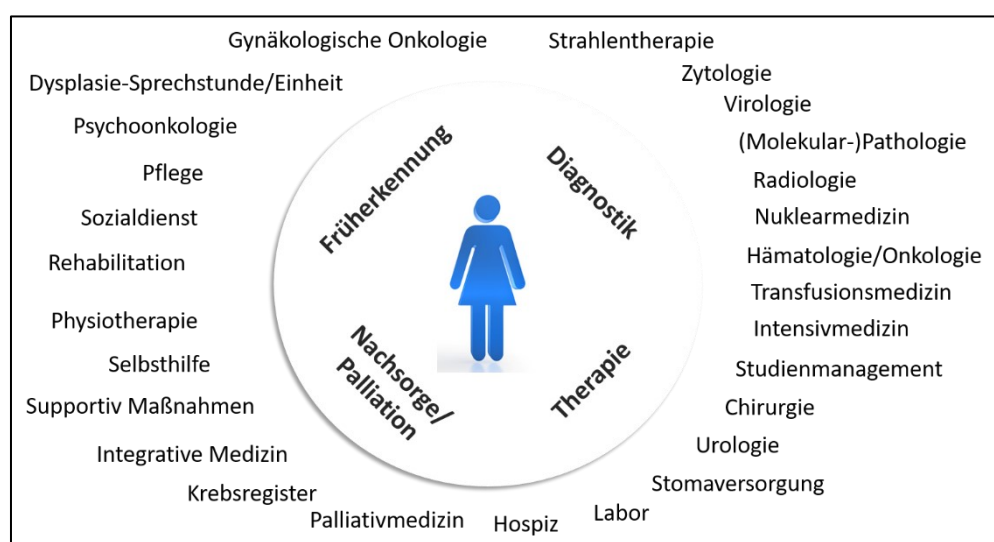 Gynäkologische Onkologie
Strahlentherapie
Dysplasie-Sprechstunde/Einheit
Zytologie
Virologie
Psychoonkologie
(Molekular-)Pathologie
Pflege
Radiologie
Sozialdienst
Nuklearmedizin
Rehabilitation
Hämatologie/Onkologie
Transfusionsmedizin
Physiotherapie
Intensivmedizin
Selbsthilfe
Studienmanagement
Supportiv Maßnahmen
Chirurgie
Integrative Medizin
Urologie
Krebsregister
Stomaversorgung
Palliativmedizin
Hospiz
Labor
Früherkennung
Diagnostik
Nachsorge/
Palliation
Therapie